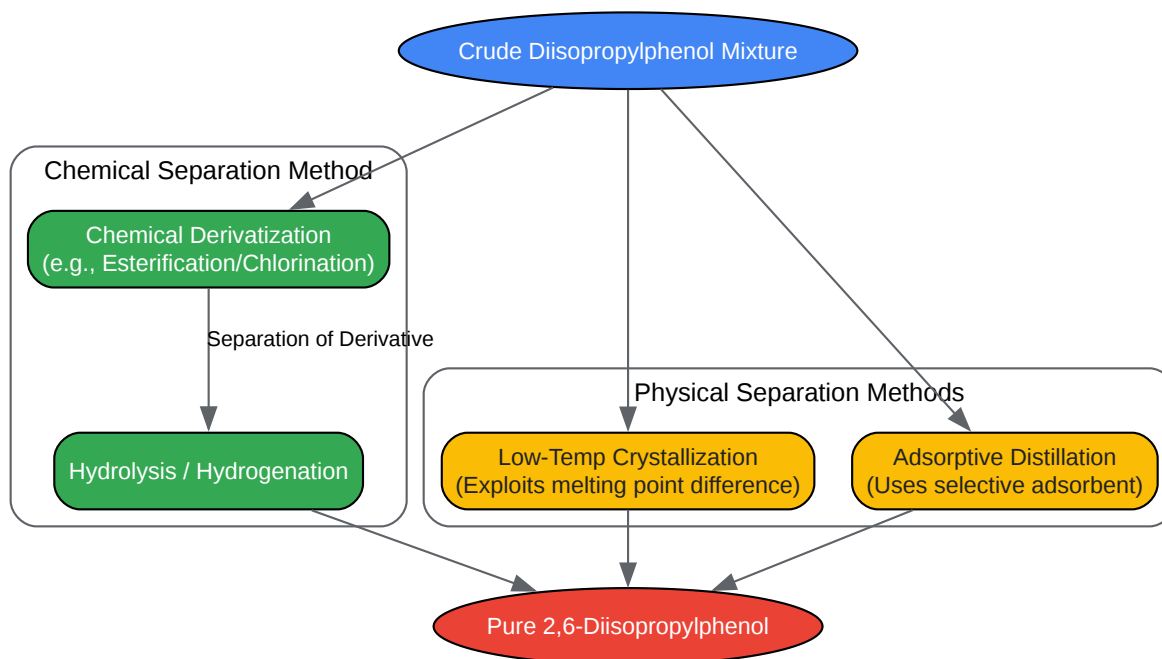 Crude Diisopropylphenol Mixture
Chemical Separation Method
Chemical Derivatization
(e.g., Esterification/Chlorination)
Separation of Derivative
Hydrolysis / Hydrogenation
Physical Separation Methods
Low-Temp Crystallization
(Exploits melting point difference)
Adsorptive Distillation
(Uses selective adsorbent)
Pure 2,6-Diisopropylphenol